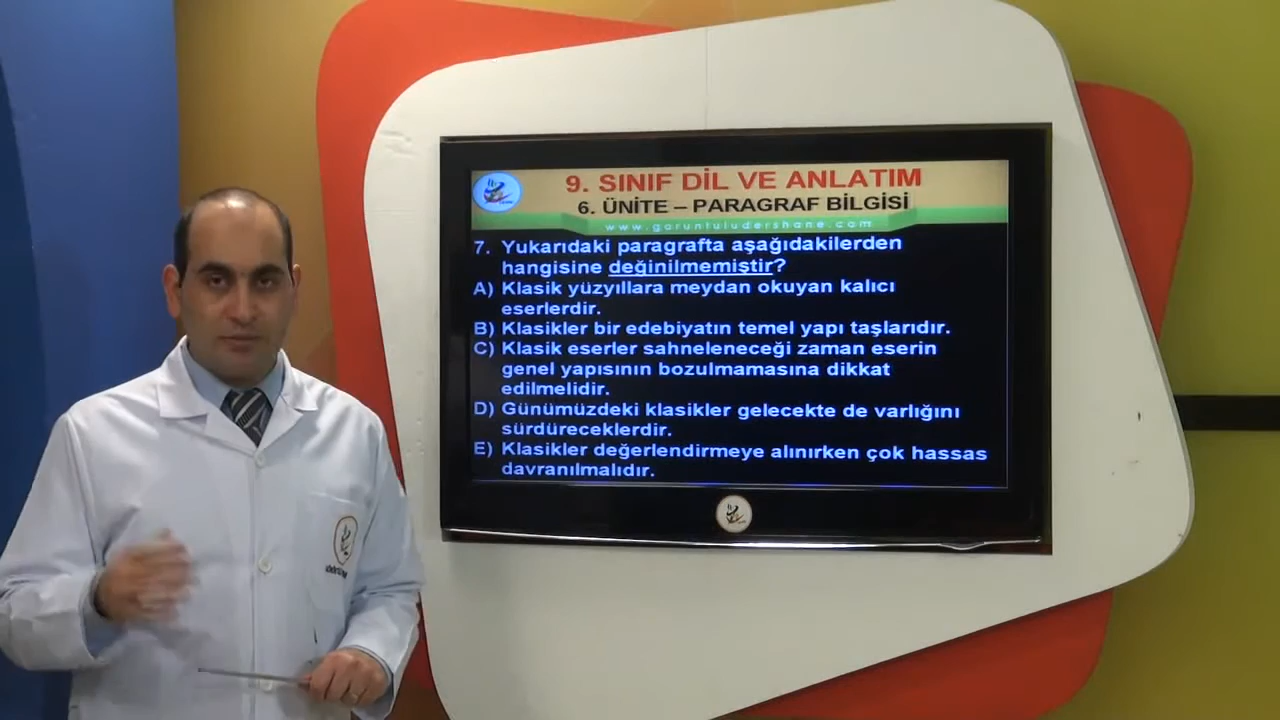 9. SINIF DİL VE ANLATIM
6. ÜNİTE – PARAGRAF BİLGİSİ
www.goruntuludershane.com
7. Yukarıdaki paragrafta aşağıdakilerden
hangisine değinilmemiştir?
A) Klasik yüzyıllara meydan okuyan kalıcı
eserlerdir.
B) Klasikler bir edebiyatın temel yapı taşlarıdır.
C) Klasik eserler sahneleneceği zaman eserin
genel yapısının bozulmamasına dikkat
edilmelidir.
D) Günümüzdeki klasikler gelecekte de varlığını
sürdüreceklerdir.
E) Klasikler değerlendirmeye alınırken çok hassas
davranılmalıdır.